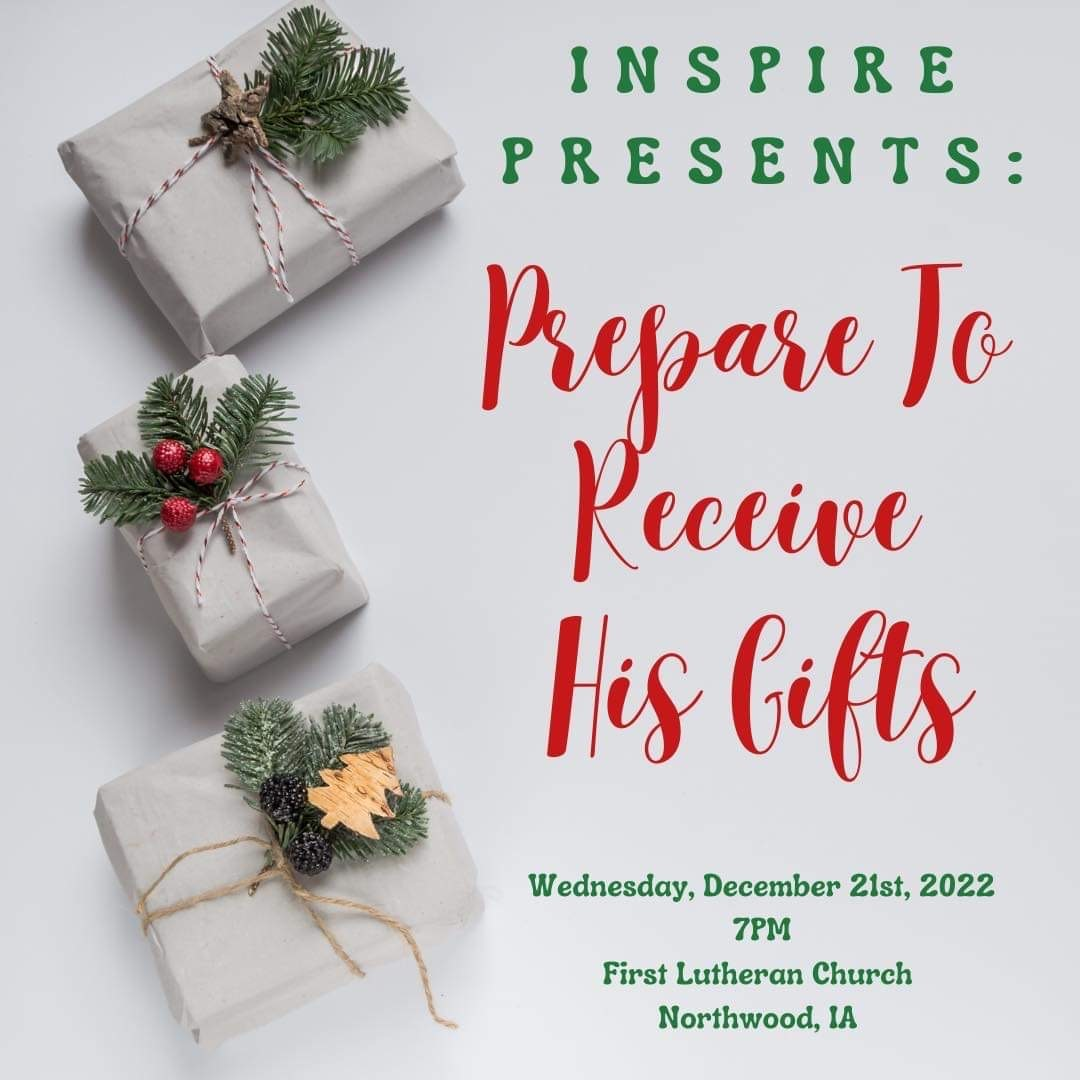 INSPIRE
PRESENTS:
Prepare To
Receive
His Gifts
Wednesday, December 21st, 2022
7PM
First Lutheran Church
Northwood, IA